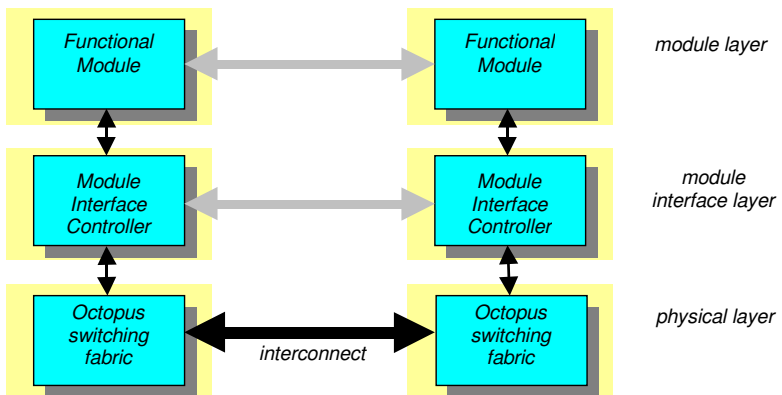 Functional
Module
Functional
Module
module layer
Module
Interface
Controller
Module
Interface
Controller
module
interface layer
Octopus
switching
fabric
interconnect
Octopus
switching
fabric
physical layer